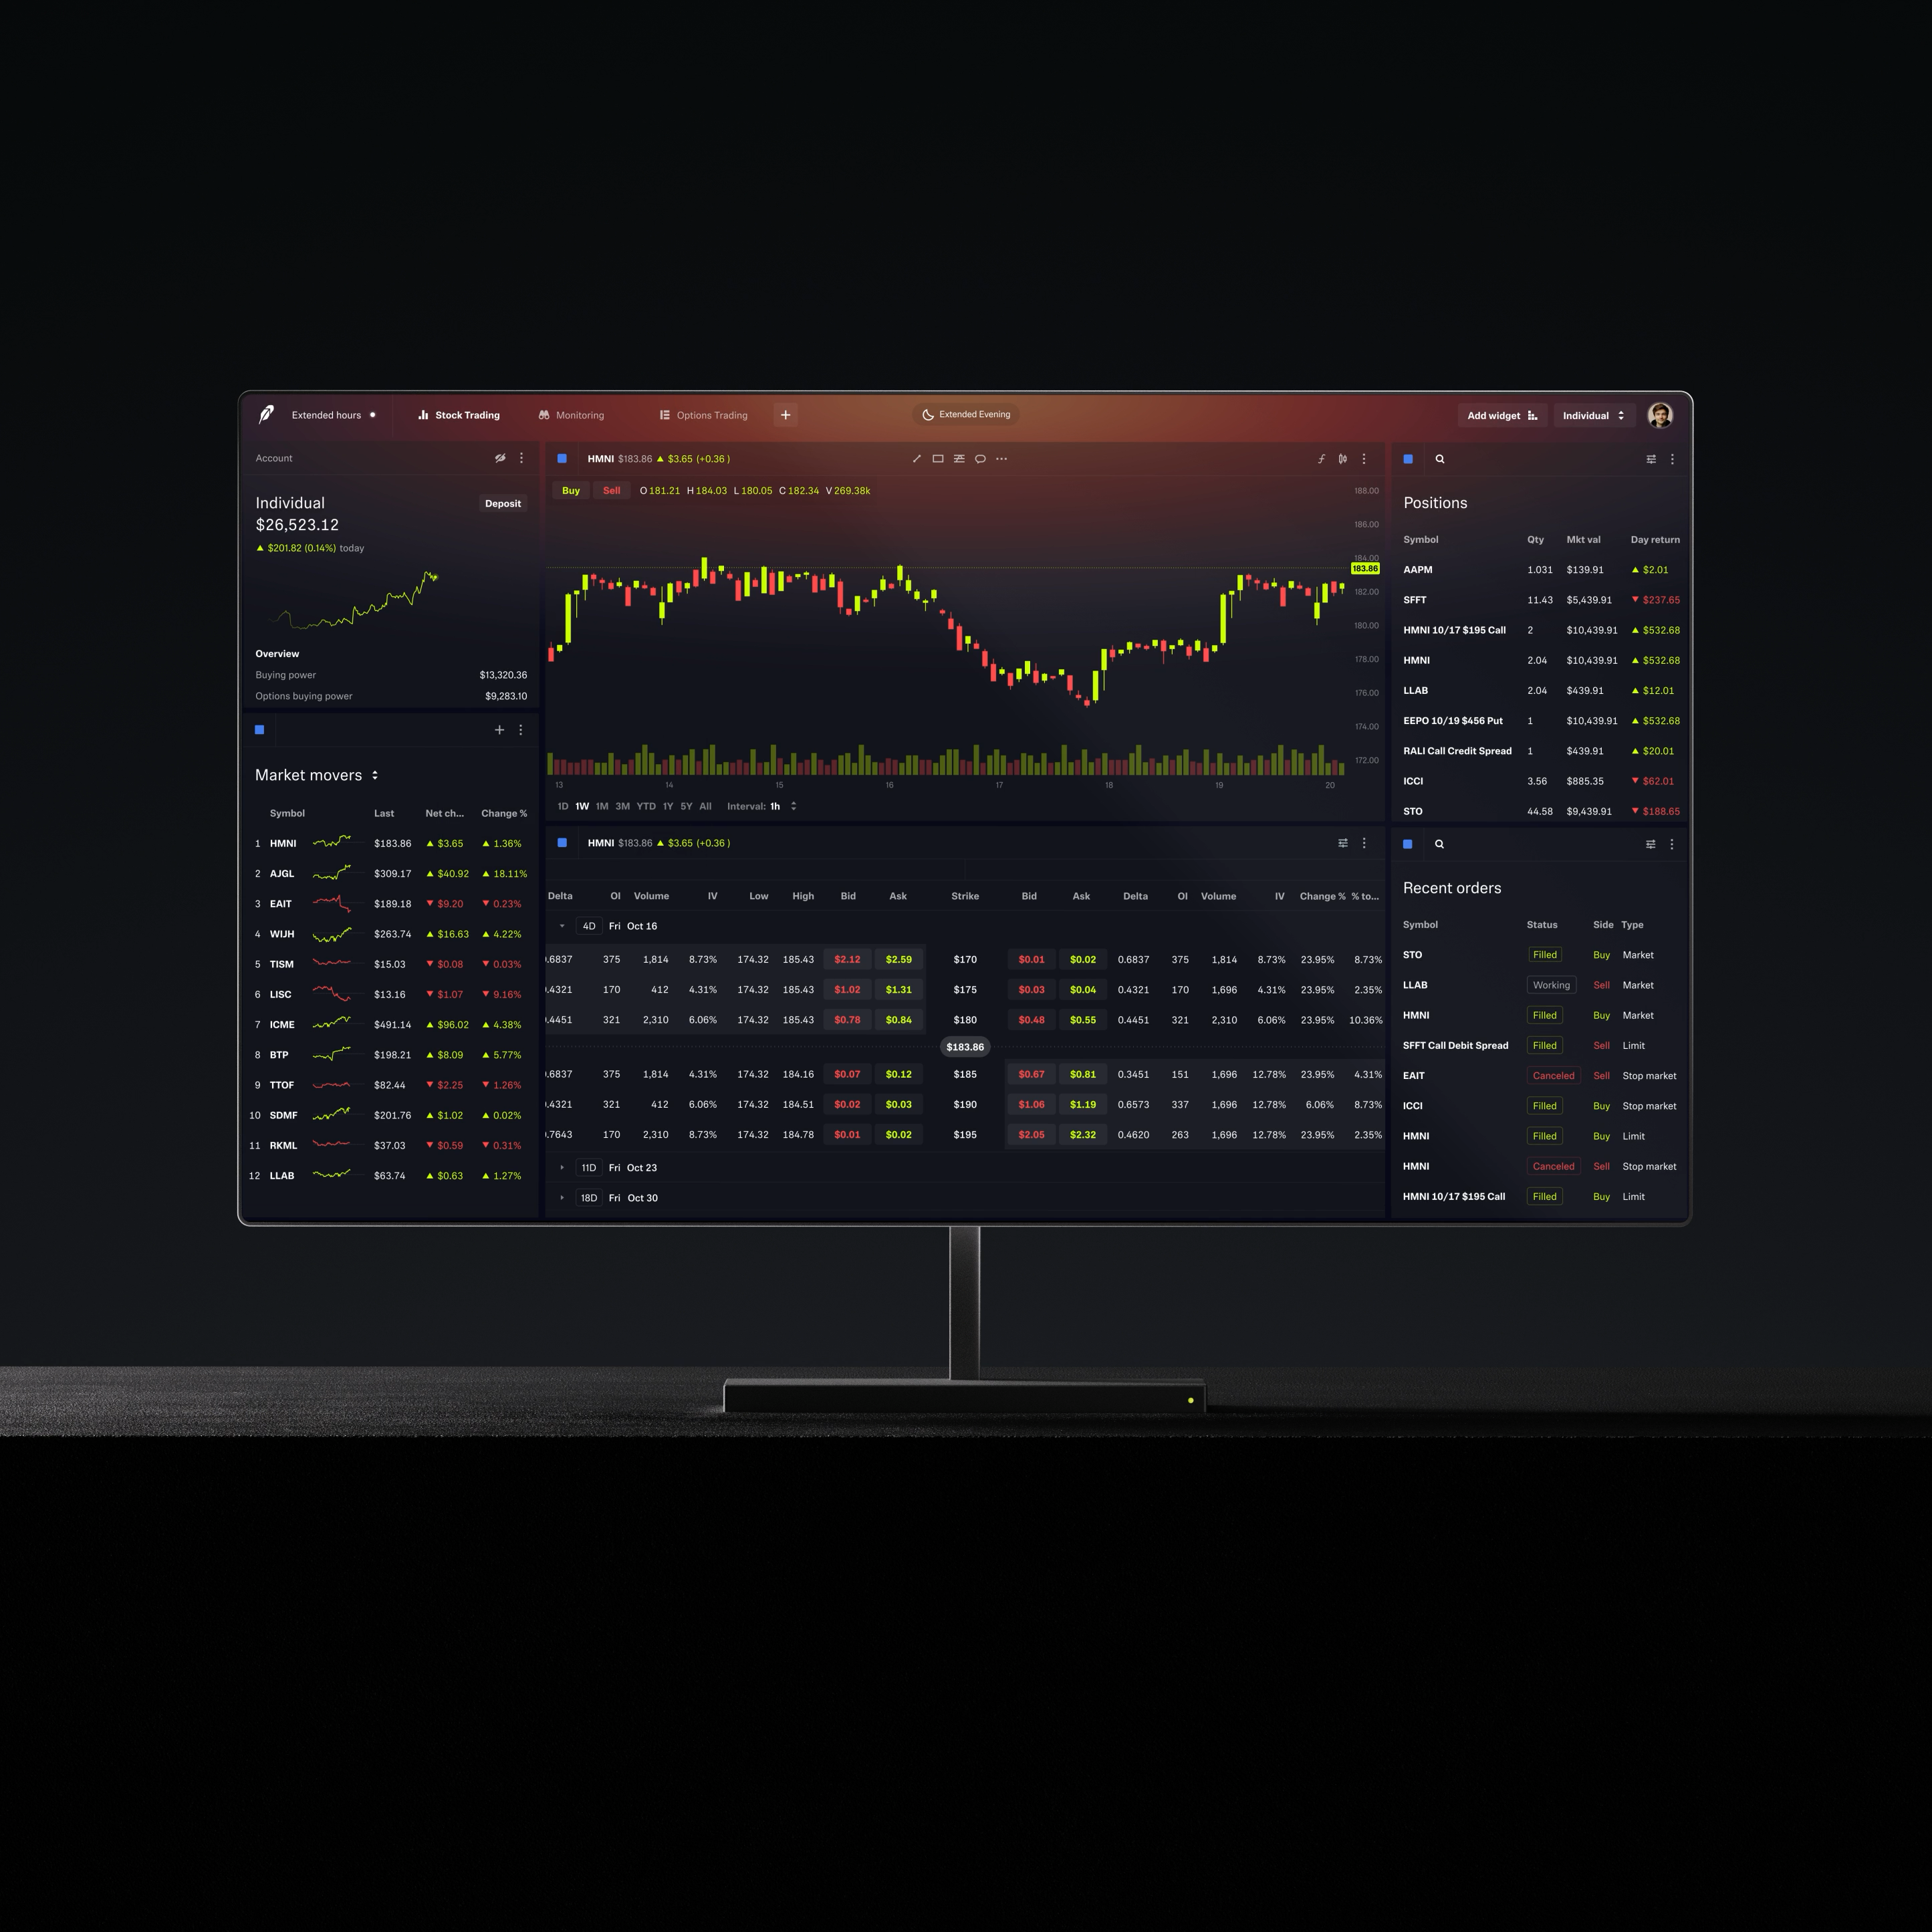 Extended hours
Stock Trading
Monitoring
Options Trading
Extended Evening
Add widget
Individual
Account
Individual
Deposit
$26,523.12
$201.82 (0.14%) today
Overview
Buying power $13,320.36
Options buying power $9,283.10
Market movers
Symbol Last Net ch... Change %
1 HMNI $183.86 $3.65 1.36%
2 AJGL $309.17 $40.92 18.11%
3 EAIT $189.18 $9.20 0.23%
4 WIJH $263.74 $16.63 4.22%
5 TISM $15.03 $0.08 0.03%
6 LISC $13.16 $1.07 9.16%
7 ICME $491.14 $96.02 4.38%
8 BTP $198.21 $8.09 5.77%
9 TTOF $82.44 $2.25 1.26%
10 SDMF $201.76 $1.02 0.02%
11 RKML $37.03 $0.59 0.31%
12 LLAB $63.74 $0.63 1.27%
HMNI $183.86 $3.65 (+0.36 )
Buy Sell O 181.21 H 184.03 L 180.05 C 182.34 V 269.38k
188.00
186.00
184.00
183.86
182.00
180.00
178.00
176.00
174.00
172.00
13 14 15 16 17 18 19 20
1D 1W 1M 3M YTD 1Y 5Y All Interval: 1h
HMNI $183.86 $3.65 (+0.36 )
Delta OI Volume IV Low High Bid Ask Strike Bid Ask Delta OI Volume IV Change % % to...
4D Fri Oct 16
.6837 375 1,814 8.73% 174.32 185.43 $2.12 $2.59 $170 $0.01 $0.02 0.6837 375 1,814 8.73% 23.95% 8.73%
.4321 170 412 4.31% 174.32 185.43 $1.02 $1.31 $175 $0.03 $0.04 0.4321 170 1,696 4.31% 23.95% 2.35%
.4451 321 2,310 6.06% 174.32 185.43 $0.78 $0.84 $180 $0.48 $0.55 0.4451 321 2,310 6.06% 23.95% 10.36%
$183.86
.6837 375 1,814 4.31% 174.32 184.16 $0.07 $0.12 $185 $0.67 $0.81 0.3451 151 1,696 12.78% 23.95% 4.31%
.4321 321 412 6.06% 174.32 184.51 $0.02 $0.03 $190 $1.06 $1.19 0.6573 337 1,696 12.78% 6.06% 8.73%
.7643 170 2,310 8.73% 174.32 184.78 $0.01 $0.02 $195 $2.05 $2.32 0.4620 263 1,696 12.78% 23.95% 2.35%
11D Fri Oct 23
18D Fri Oct 30
Positions
Symbol Qty Mkt val Day return
AAPM 1.031 $139.91 $2.01
SFFT 11.43 $5,439.91 $237.65
HMNI 10/17 $195 Call 2 $10,439.91 $532.68
HMNI 2.04 $10,439.91 $532.68
LLAB 2.04 $439.91 $12.01
EEPO 10/19 $456 Put 1 $10,439.91 $532.68
RALI Call Credit Spread 1 $439.91 $20.01
ICCI 3.56 $885.35 $62.01
STO 44.58 $9,439.91 $188.65
Recent orders
Symbol Status Side Type
STO Filled Buy Market
LLAB Working Sell Market
HMNI Filled Buy Market
SFFT Call Debit Spread Filled Sell Limit
EAIT Canceled Sell Stop market
ICCI Filled Buy Stop market
HMNI Filled Buy Limit
HMNI Canceled Sell Stop market
HMNI 10/17 $195 Call Filled Buy Limit